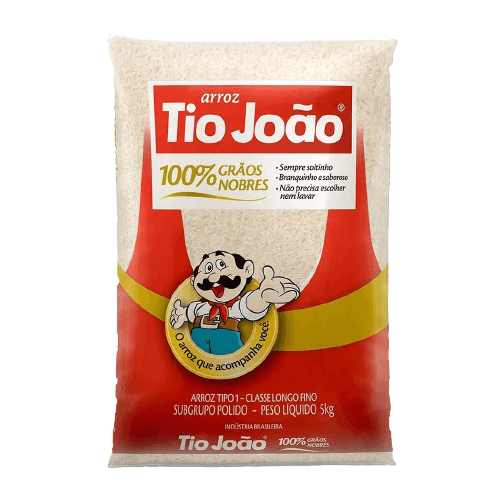 arroz
Tio João®
100% GRÃOS NOBRES
• Sempre soltinho
• Branquinho e saboroso
• Não precisa escolher
nem lavar
O arroz que acompanha você.
ARROZ TIPO 1 – CLASSE LONGO FINO
SUBGRUPO POLIDO – PESO LÍQUIDO 5kg
INDÚSTRIA BRASILEIRA
Tio João® 100% GRÃOS NOBRES